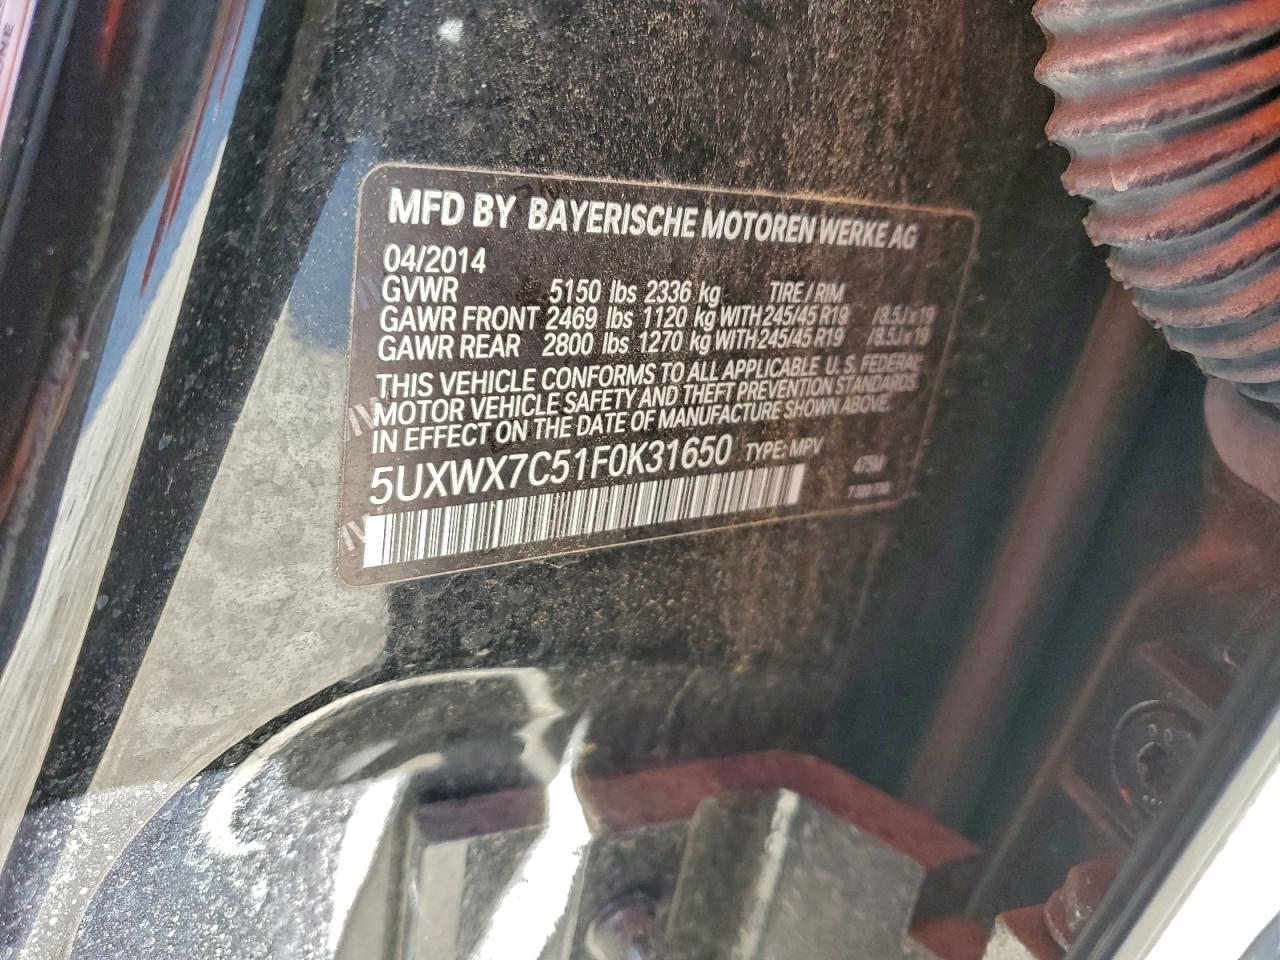 MFD BY BAYERISCHE MOTOREN WERKE AG
04/2014
GVWR 5150 lbs 2336 kg TIRE / RIM
GAWR FRONT 2469 lbs 1120 kg WITH 245/45 R19 /8.5J x 19
GAWR REAR 2800 lbs 1270 kg WITH 245/45 R19 /8.5J x 19
THIS VEHICLE CONFORMS TO ALL APPLICABLE U.S. FEDERAL
MOTOR VEHICLE SAFETY AND THEFT PREVENTION STANDARDS
IN EFFECT ON THE DATE OF MANUFACTURE SHOWN ABOVE.
5UXWX7C51F0K31650 TYPE: MPV
475M